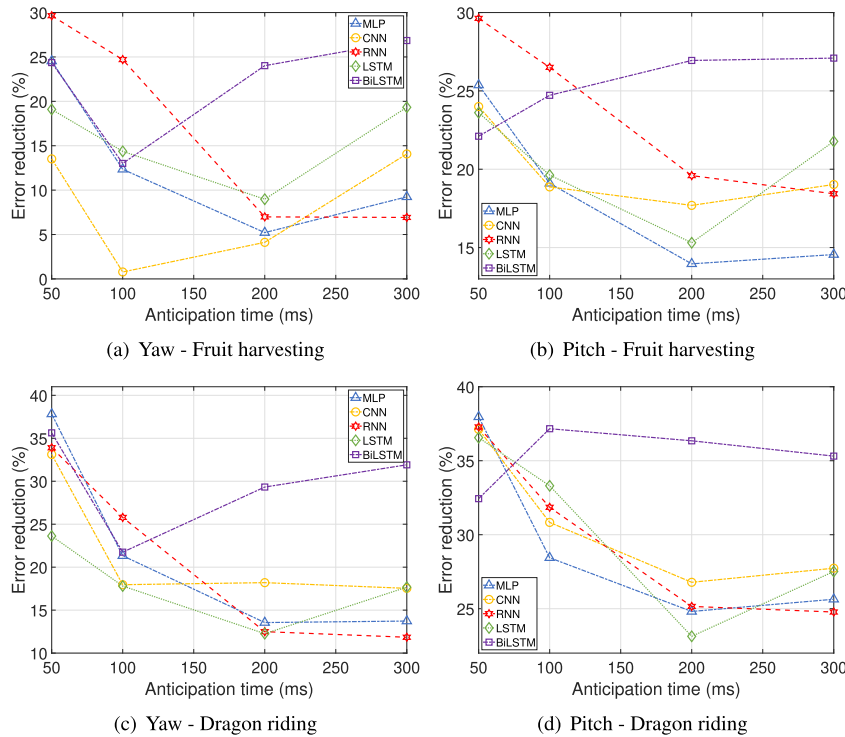 30
25
20
15
10
5
0
Error reduction (%)
MLP
CNN
RNN
LSTM
BiLSTM
50 100 150 200 250 300
Anticipation time (ms)
(a) Yaw - Fruit harvesting
30
25
20
15
Error reduction (%)
MLP
CNN
RNN
LSTM
BiLSTM
50 100 150 200 250 300
Anticipation time (ms)
(b) Pitch - Fruit harvesting
40
35
30
25
20
15
10
Error reduction (%)
MLP
CNN
RNN
LSTM
BiLSTM
50 100 150 200 250 300
Anticipation time (ms)
(c) Yaw - Dragon riding
40
35
30
25
Error reduction (%)
MLP
CNN
RNN
LSTM
BiLSTM
50 100 150 200 250 300
Anticipation time (ms)
(d) Pitch - Dragon riding